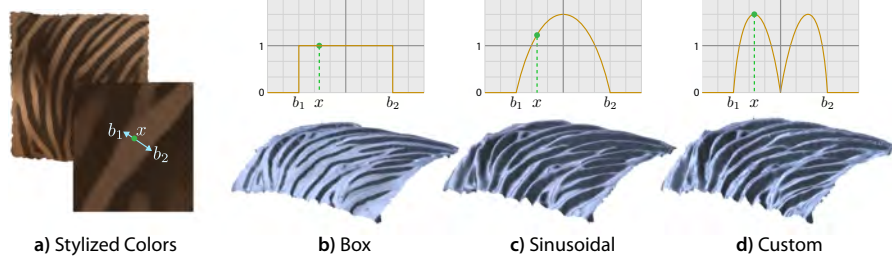 b₁ x
b₂
a) Stylized Colors
1
0
b₁ x b₂
b) Box
1
0
b₁ x b₂
c) Sinusoidal
1
0
b₁ x b₂
d) Custom